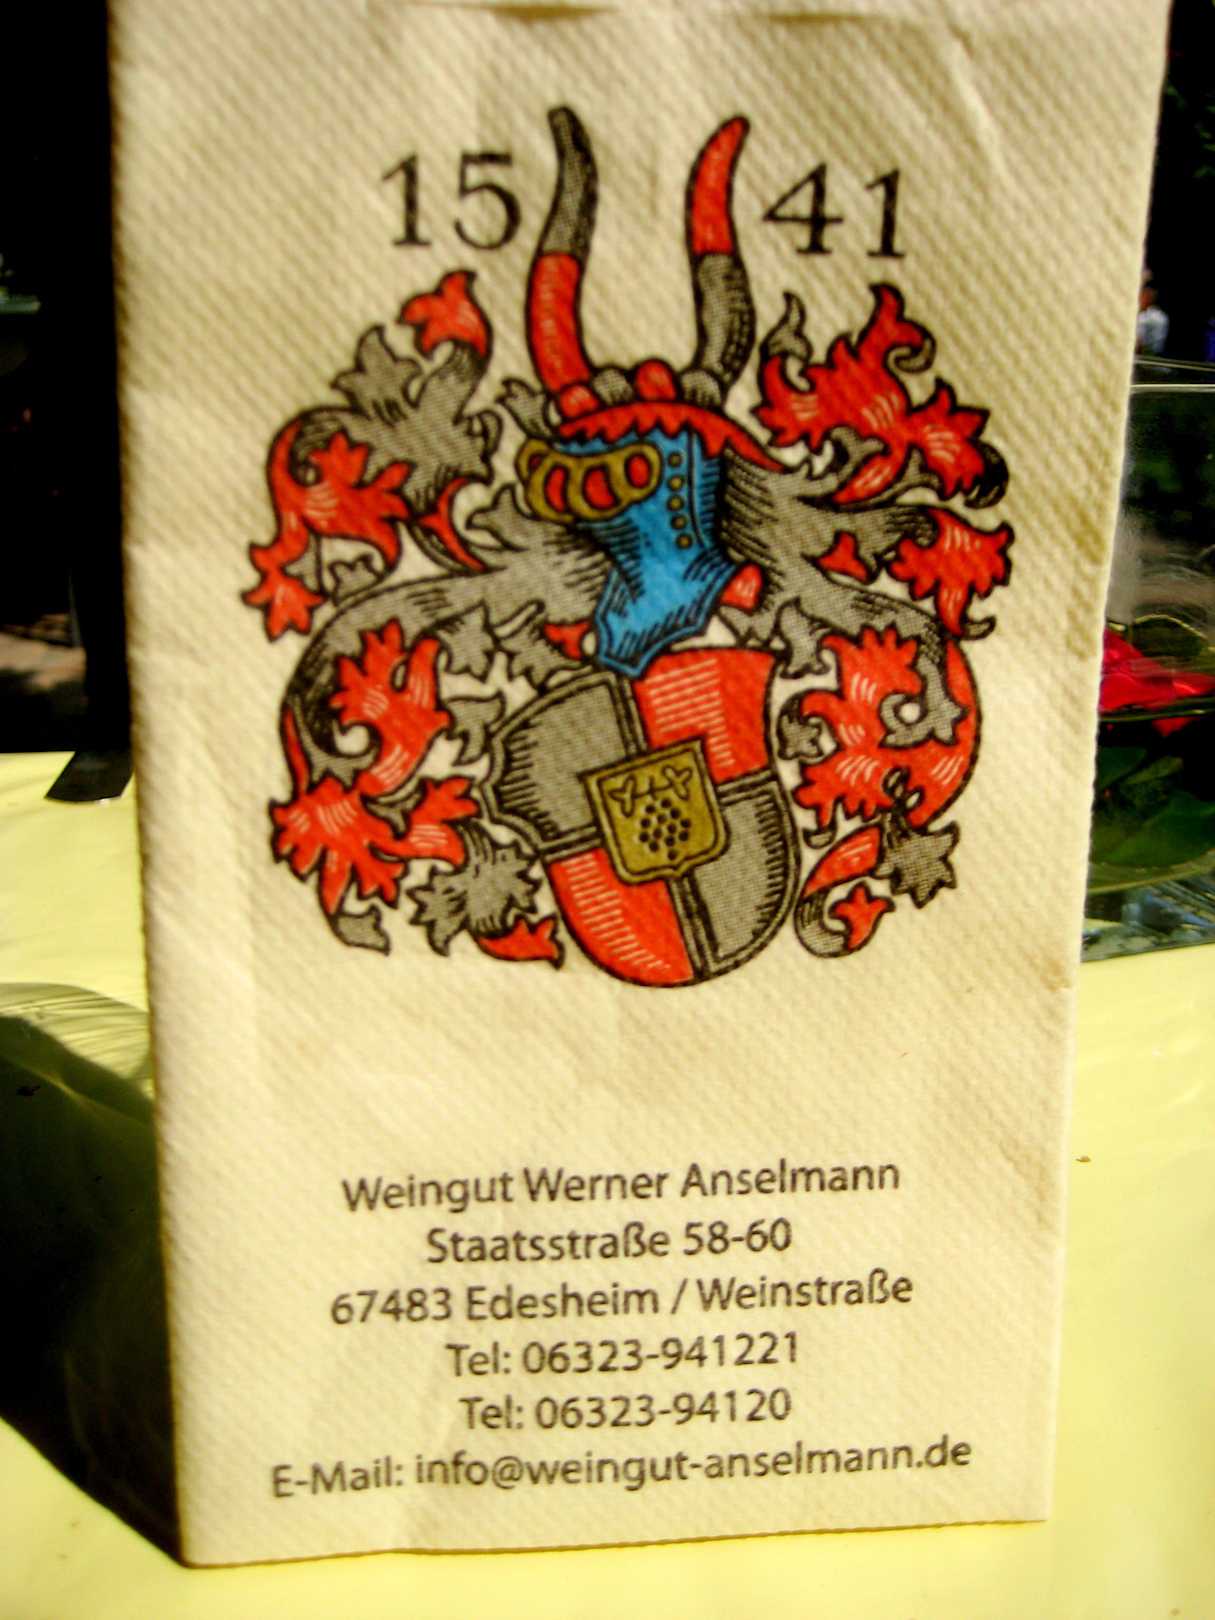 15 41
Weingut Werner Anselmann
Staatsstraße 58-60
67483 Edesheim / Weinstraße
Tel: 06323-941221
Tel: 06323-94120
E-Mail: info@weingut-anselmann.de